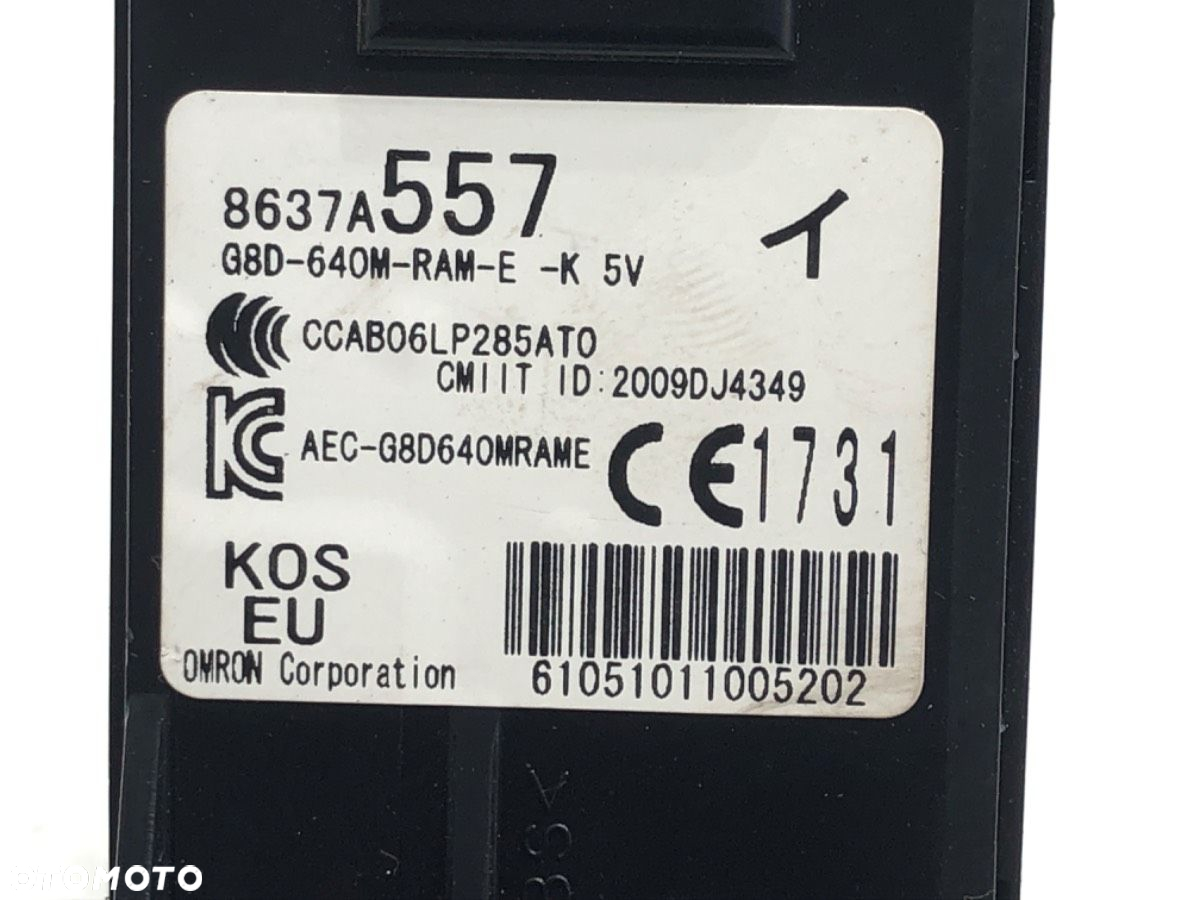 8637A557
イ
G8D-640M-RAM-E -K 5V
CCAB06LP285AT0
CMIIT ID:2009DJ4349
AEC-G8D640MRAME
CE1731
KOS
EU
OMRON Corporation
61051011005202
OTOMOTO